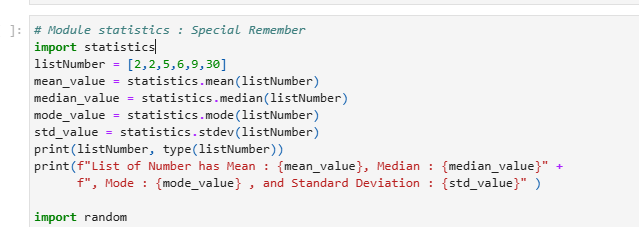 ]: # Module statistics : Special Remember
import statistics
listNumber = [2,2,5,6,9,30]
mean_value = statistics.mean(listNumber)
median_value = statistics.median(listNumber)
mode_value = statistics.mode(listNumber)
std_value = statistics.stdev(listNumber)
print(listNumber, type(listNumber))
print(f"List of Number has Mean : {mean_value}, Median : {median_value}" +
f", Mode : {mode_value} , and Standard Deviation : {std_value}" )
import random